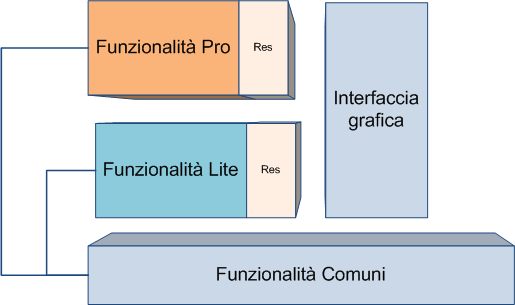 Funzionalità Pro
Res
Interfaccia
grafica
Funzionalità Lite
Res
Funzionalità Comuni